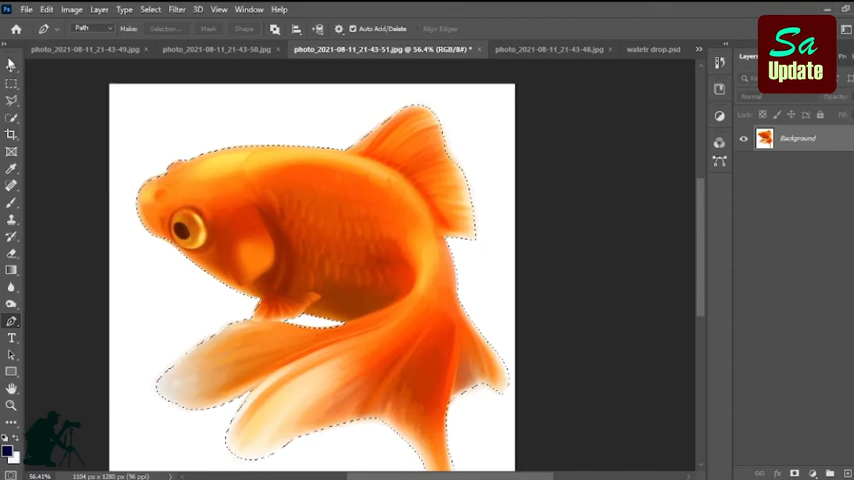 File Edit Image Layer Type Select Filter 3D View Window Help
Path Make: Selection... Mask Shape Auto Add/Delete Align Edges
photo_2021-08-11_21-43-49.jpg × photo_2021-08-11_21-43-50.jpg × photo_2021-08-11_21-43-51.jpg @ 56.4% (RGB/8#) * × photo_2021-08-11_21-43-48.jpg × watetr drop.psd
Sa
Update
Layers
Normal Opacity:
Lock: Fill:
Background
56.41% 1104 px x 1280 px (96 ppi)